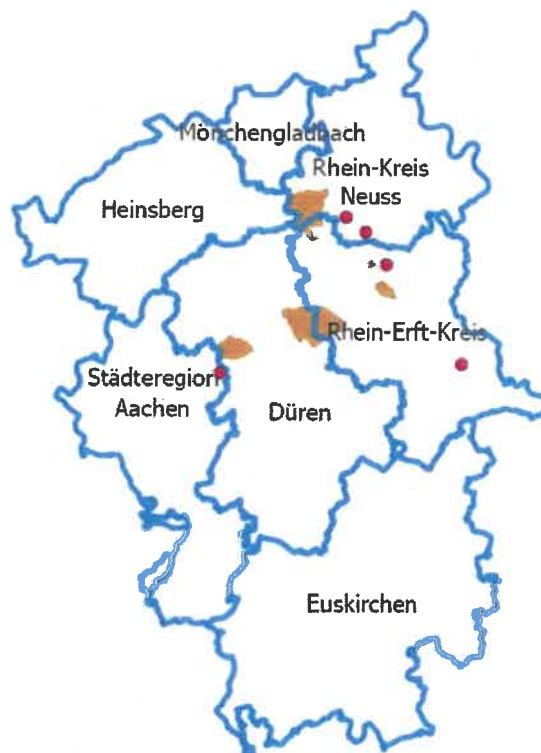 Mönchengladbach
Rhein-Kreis
Neuss
Heinsberg
Rhein-Erft-Kreis
Städteregion
Aachen
Düren
Euskirchen